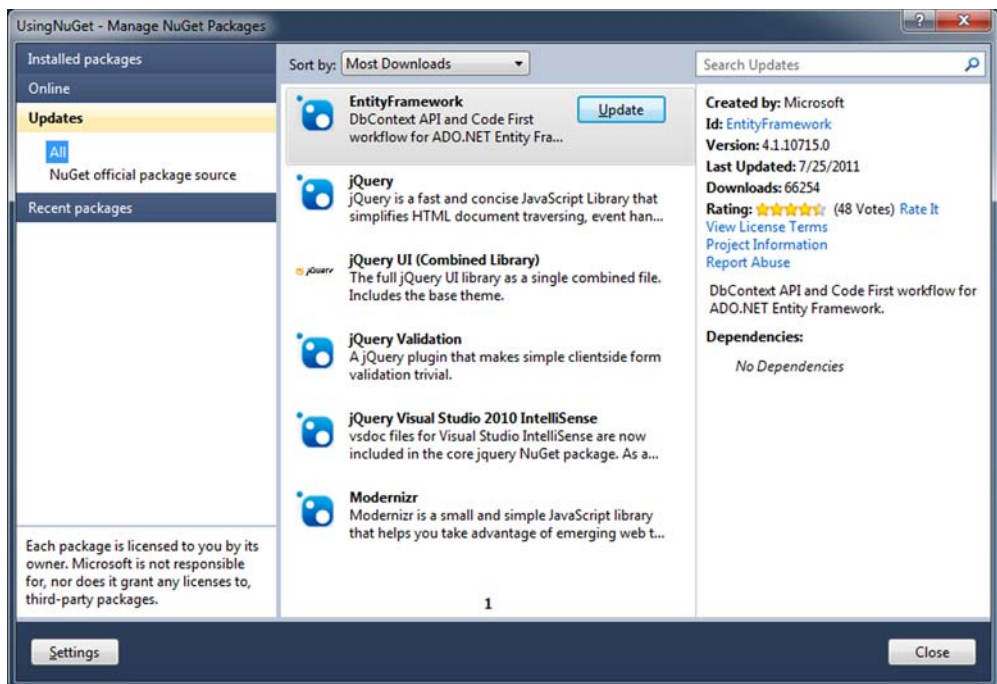 UsingNuGet - Manage NuGet Packages
Installed packages
Online
Updates
All
NuGet official package source
Recent packages
Each package is licensed to you by its
owner. Microsoft is not responsible
for, nor does it grant any licenses to,
third-party packages.
Sort by: Most Downloads
EntityFramework
DbContext API and Code First
workflow for ADO.NET Entity Fra...
Update
jQuery
jQuery is a fast and concise JavaScript Library that
simplifies HTML document traversing, event han...
jQuery
jQuery UI (Combined Library)
The full jQuery UI library as a single combined file.
Includes the base theme.
jQuery Validation
A jQuery plugin that makes simple clientside form
validation trivial.
jQuery Visual Studio 2010 IntelliSense
vsdoc files for Visual Studio IntelliSense are now
included in the core jquery NuGet package. As a...
Modernizr
Modernizr is a small and simple JavaScript library
that helps you take advantage of emerging web t...
1
Search Updates
Created by: Microsoft
Id: EntityFramework
Version: 4.1.10715.0
Last Updated: 7/25/2011
Downloads: 66254
Rating: (48 Votes) Rate It
View License Terms
Project Information
Report Abuse
DbContext API and Code First workflow for
ADO.NET Entity Framework.
Dependencies:
No Dependencies
Settings
Close